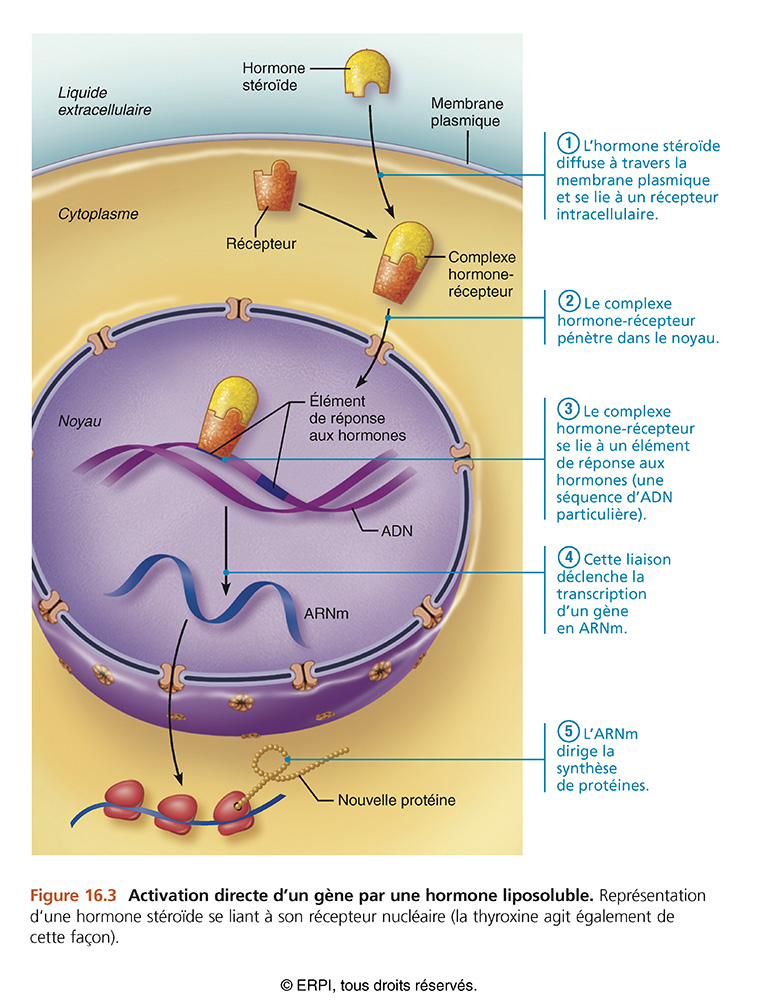 Hormone
stéroïde
Liquide
extracellulaire
Membrane
plasmique
① L’hormone stéroïde
diffuse à travers la
membrane plasmique
et se lie à un récepteur
intracellulaire.
Cytoplasme
Récepteur
Complexe
hormone-
récepteur
② Le complexe
hormone-récepteur
pénètre dans le noyau.
Élément
de réponse
aux hormones
Noyau
③ Le complexe
hormone-récepteur
se lie à un élément
de réponse aux
hormones (une
séquence d’ADN
particulière).
ADN
④ Cette liaison
déclenche la
transcription
d’un gène
en ARNm.
ARNm
⑤ L’ARNm
dirige la
synthèse
de protéines.
Nouvelle protéine
Figure 16.3 Activation directe d’un gène par une hormone liposoluble. Représentation
d’une hormone stéroïde se liant à son récepteur nucléaire (la thyroxine agit également de
cette façon).
© ERPI, tous droits réservés.